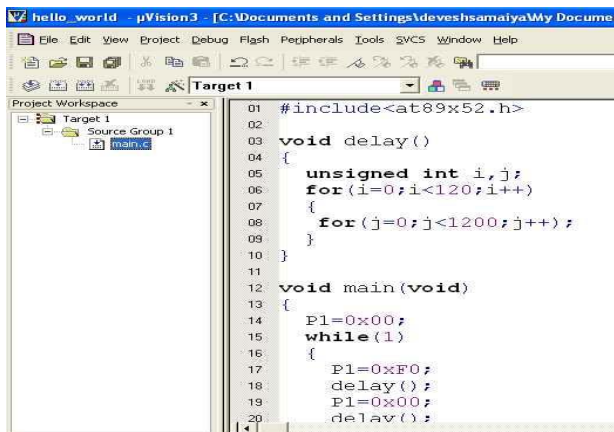 hello_world - µVision3 - [C:\Documents and Settings\deveshsamaiya\My Docume
File Edit View Project Debug Flash Peripherals Tools SVCS Window Help
Target 1
Project Workspace
Target 1
Source Group 1
main.c
01 #include<at89x52.h>
02
03 void delay()
04 {
05 unsigned int i,j;
06 for(i=0;i<120;i++)
07 {
08 for(j=0;j<1200;j++);
09 }
10 }
11
12 void main(void)
13 {
14 P1=0x00;
15 while(1)
16 {
17 P1=0xF0;
18 delay();
19 P1=0x00;
20 delay();